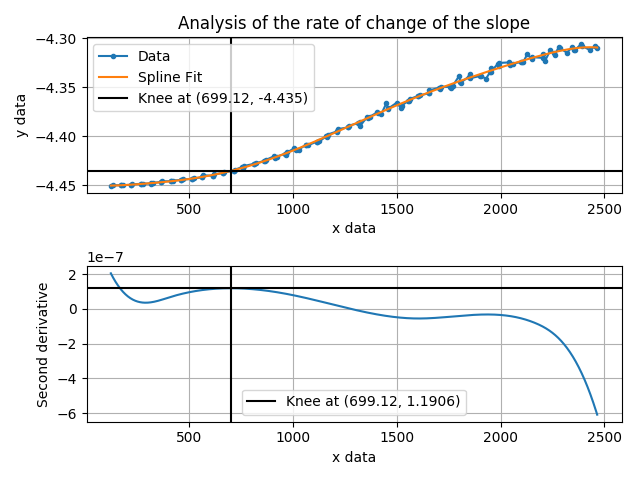 Analysis of the rate of change of the slope
−4.30
−4.35
−4.40
−4.45
y data
Data
Spline Fit
Knee at (699.12, -4.435)
500
1000
1500
2000
2500
x data
1e−7
2
0
−2
−4
−6
Second derivative
Knee at (699.12, 1.1906)
500
1000
1500
2000
2500
x data